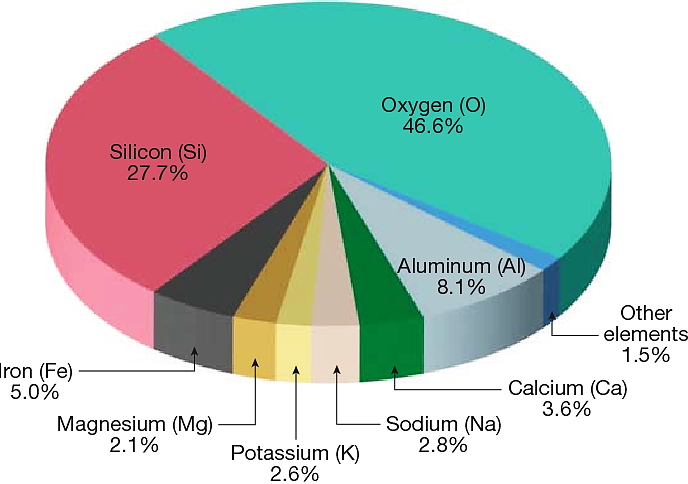 Oxygen (O)
46.6%
Silicon (Si)
27.7%
Aluminum (Al)
8.1%
Other
elements
1.5%
Iron (Fe)
5.0%
Calcium (Ca)
3.6%
Magnesium (Mg)
2.1%
Sodium (Na)
2.8%
Potassium (K)
2.6%